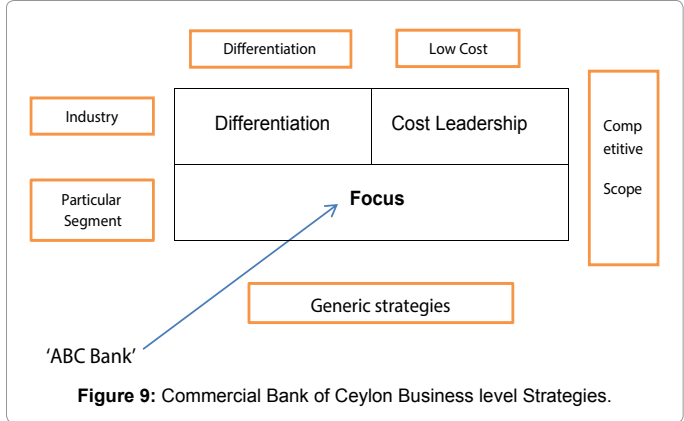 Differentiation
Low Cost
Industry
Differentiation
Cost Leadership
Comp
etitive
Scope
Particular
Segment
Focus
Generic strategies
'ABC Bank'
Figure 9: Commercial Bank of Ceylon Business level Strategies.